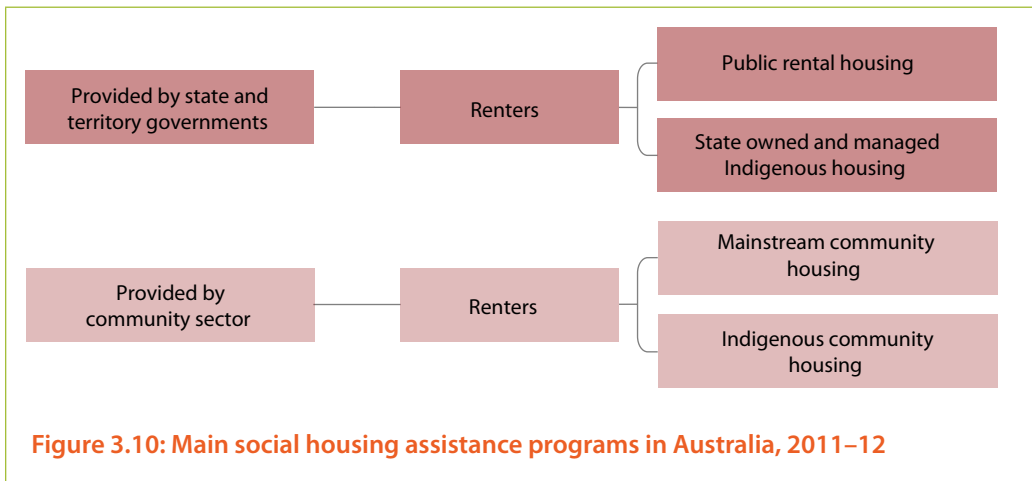 Provided by state and
territory governments
Renters
Public rental housing
State owned and managed
Indigenous housing
Provided by
community sector
Renters
Mainstream community
housing
Indigenous community
housing
Figure 3.10: Main social housing assistance programs in Australia, 2011–12